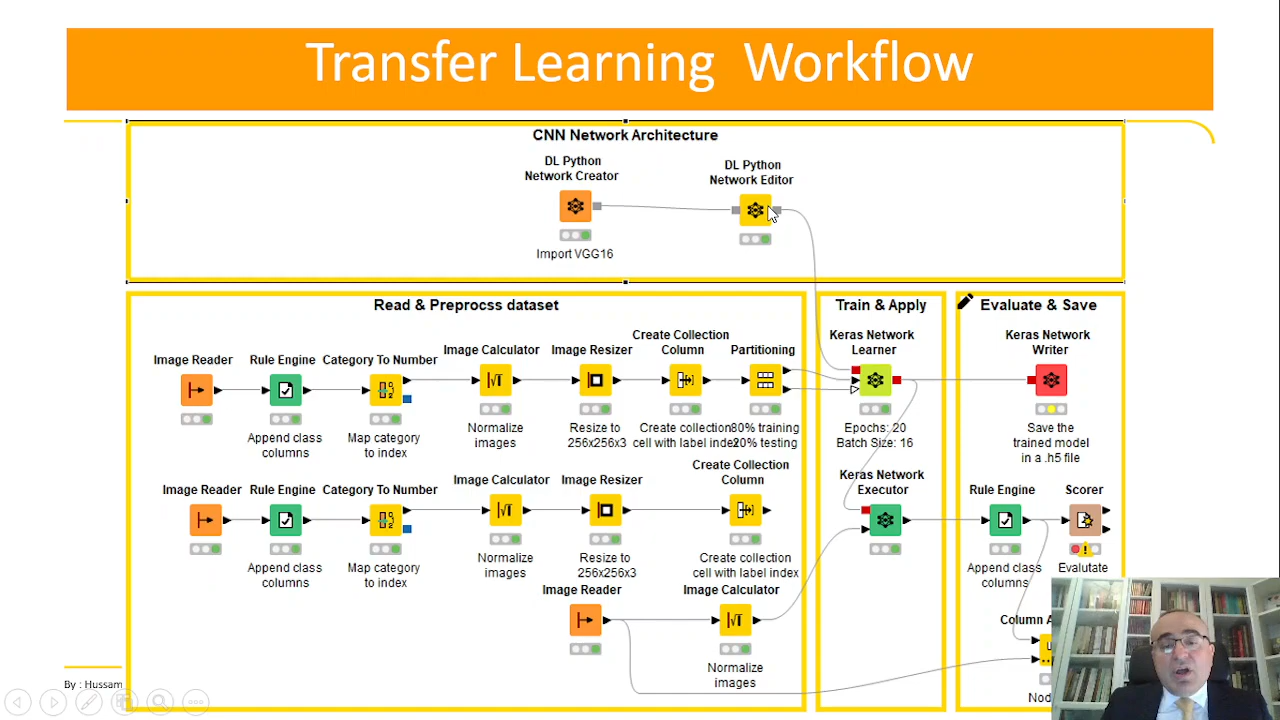 Transfer Learning Workflow
CNN Network Architecture
DL Python
Network Creator
Import VGG16
DL Python
Network Editor
Read & Preprocss dataset
Image Reader
Rule Engine
Append class
columns
Category To Number
Map category
to index
Image Calculator
Normalize
images
Image Resizer
Resize to
256x256x3
Create Collection
Column
Create collection
cell with label index
Partitioning
80% training
20% testing
Image Reader
Rule Engine
Append class
columns
Category To Number
Map category
to index
Image Calculator
Normalize
images
Image Resizer
Resize to
256x256x3
Create Collection
Column
Create collection
cell with label index
Image Reader
Image Calculator
Normalize
images
Train & Apply
Keras Network
Learner
Epochs: 20
Batch Size: 16
Keras Network
Executor
Evaluate & Save
Keras Network
Writer
Save the
trained model
in a .h5 file
Rule Engine
Append class
columns
Scorer
Evalutate
Column A
Nod
By : Hussam